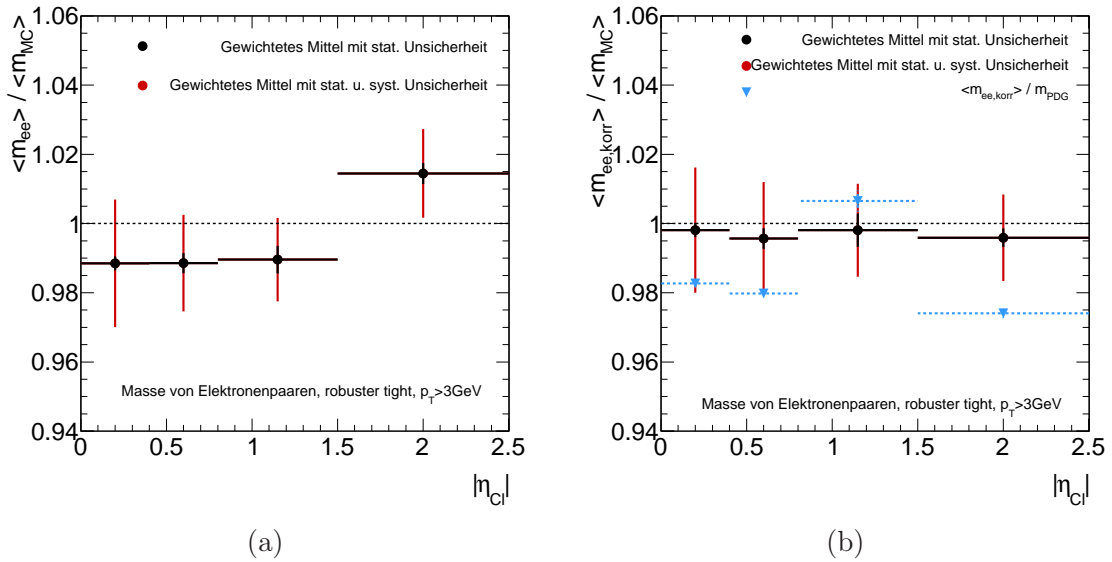 <m_ee> / <m_MC>
1.06
1.04
1.02
1
0.98
0.96
0.94
Gewichtetes Mittel mit stat. Unsicherheit
Gewichtetes Mittel mit stat. u. syst. Unsicherheit
Masse von Elektronenpaaren, robuster tight, p_T>3GeV
0 0.5 1 1.5 2 2.5
|η_Cl|
(a)
<m_ee,korr> / <m_MC>
1.06
1.04
1.02
1
0.98
0.96
0.94
Gewichtetes Mittel mit stat. Unsicherheit
Gewichtetes Mittel mit stat. u. syst. Unsicherheit
<m_ee,korr> / m_PDG
Masse von Elektronenpaaren, robuster tight, p_T>3GeV
0 0.5 1 1.5 2 2.5
|η_Cl|
(b)